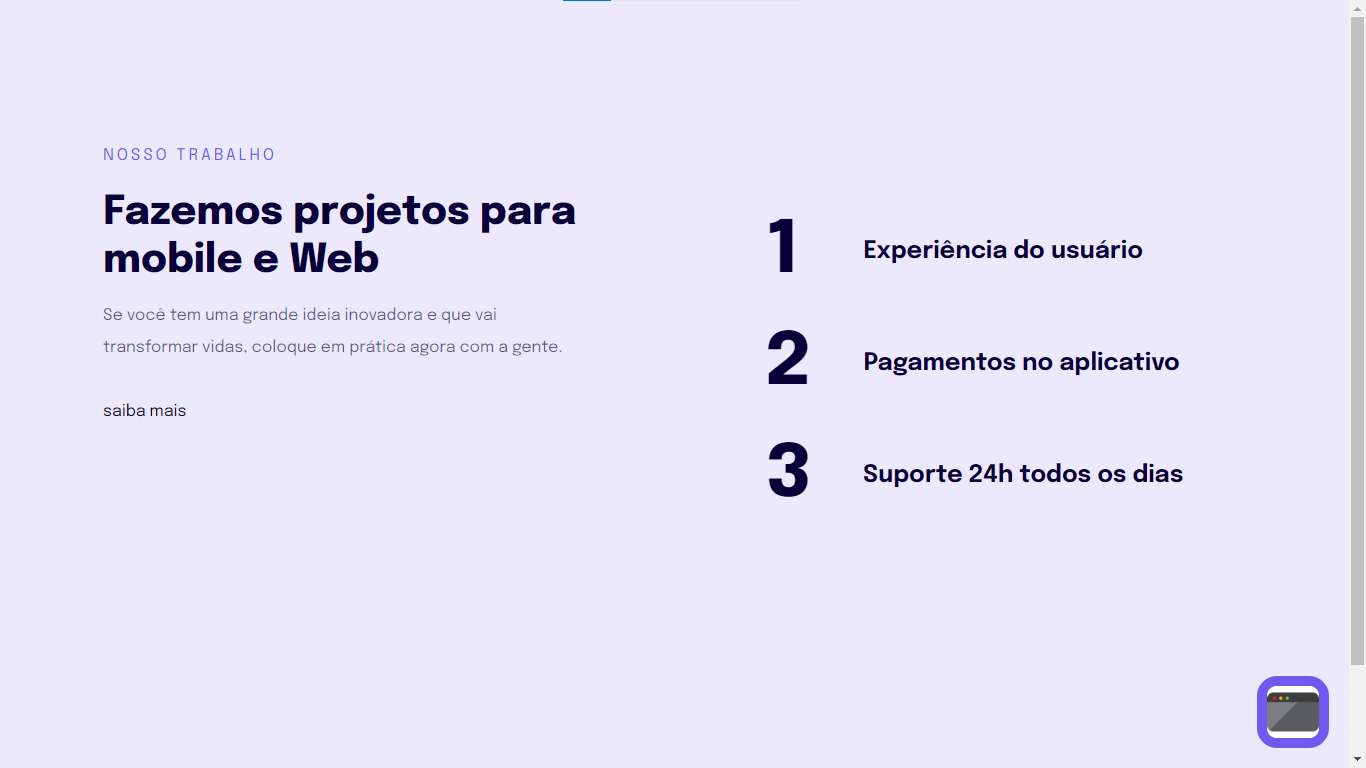 NOSSO TRABALHO
Fazemos projetos para
mobile e Web
Se você tem uma grande ideia inovadora e que vai
transformar vidas, coloque em prática agora com a gente.
saiba mais
1 Experiência do usuário
2 Pagamentos no aplicativo
3 Suporte 24h todos os dias